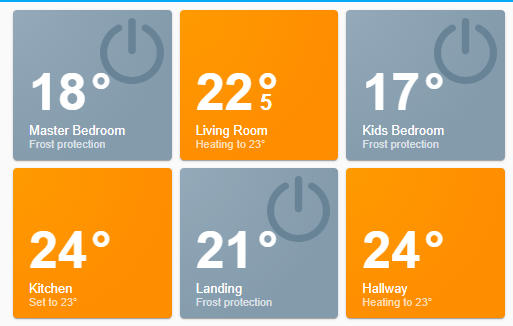 18°
Master Bedroom
Frost protection
22°5
Living Room
Heating to 23°
17°
Kids Bedroom
Frost protection
24°
Kitchen
Set to 23°
21°
Landing
Frost protection
24°
Hallway
Heating to 23°